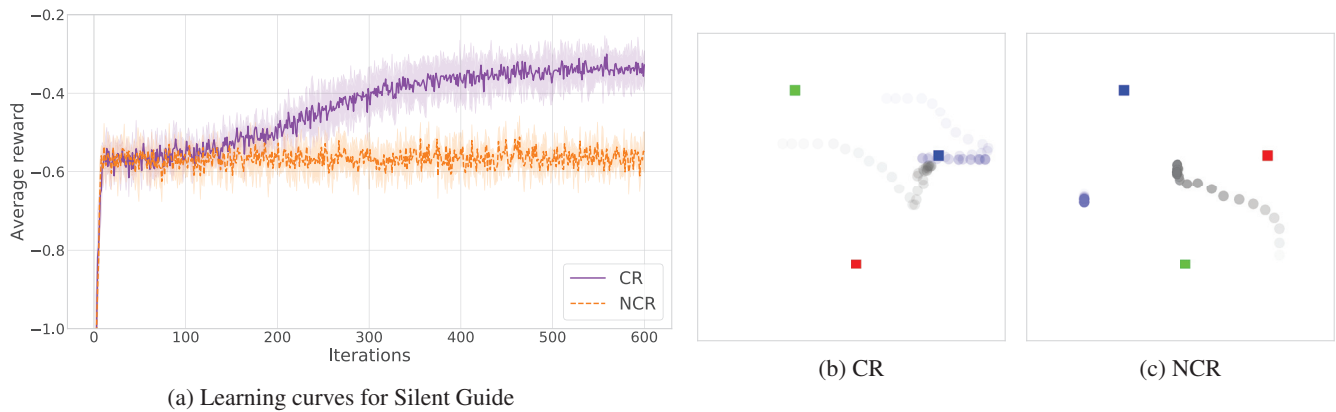 −0.2
−0.4
−0.6
−0.8
−1.0
Average reward
0
100
200
300
400
500
600
Iterations
CR
NCR
(a) Learning curves for Silent Guide
(b) CR
(c) NCR